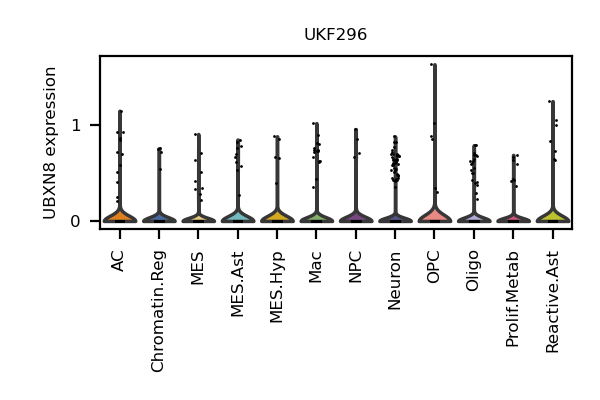 UKF296
UBXN8 expression
1
0
AC
Chromatin.Reg
MES
MES.Ast
MES.Hyp
Mac
NPC
Neuron
OPC
Oligo
Prolif.Metab
Reactive.Ast